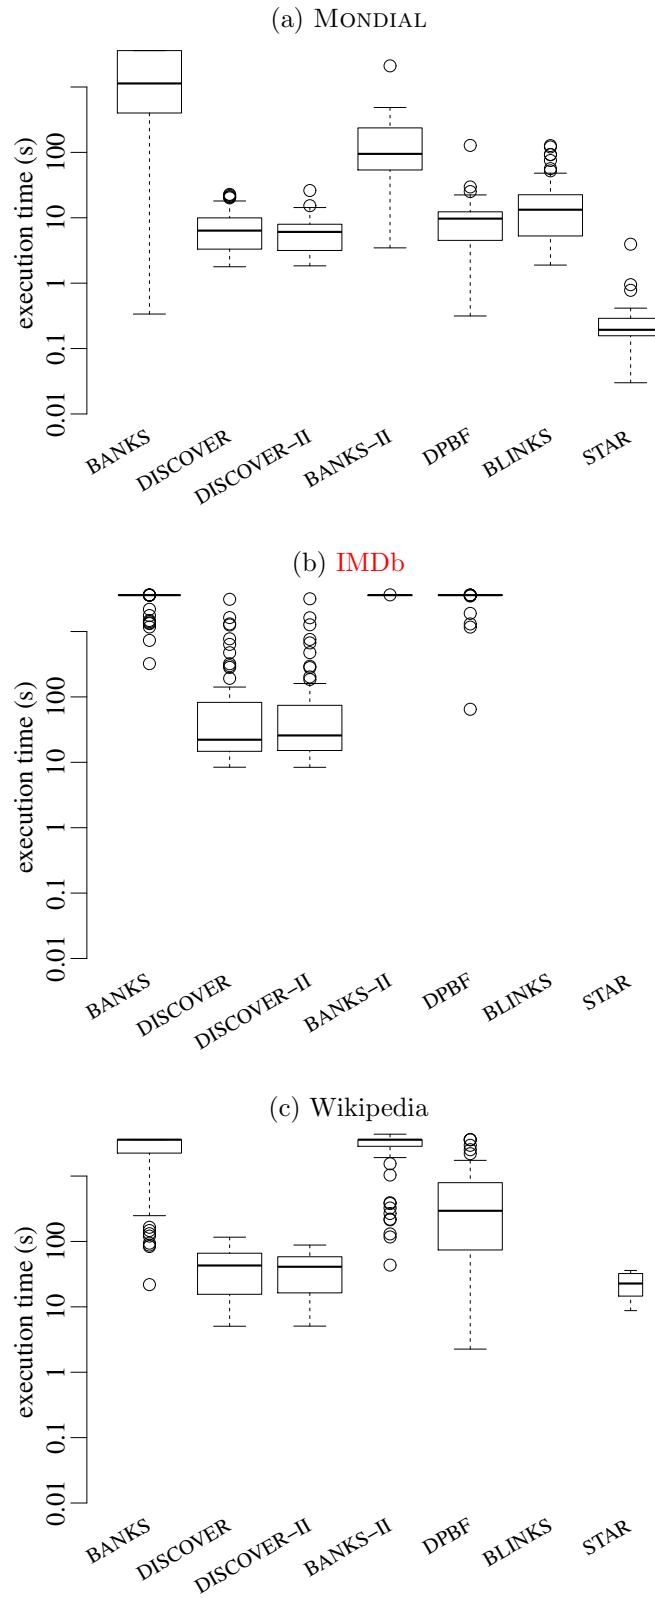 (a) MONDIAL
execution time (s)
100
10
1
0.1
0.01
BANKS
DISCOVER
DISCOVER-II
BANKS-II
DPBF
BLINKS
STAR
(b) IMDb
execution time (s)
100
10
1
0.1
0.01
BANKS
DISCOVER
DISCOVER-II
BANKS-II
DPBF
BLINKS
STAR
(c) Wikipedia
execution time (s)
100
10
1
0.1
0.01
BANKS
DISCOVER
DISCOVER-II
BANKS-II
DPBF
BLINKS
STAR